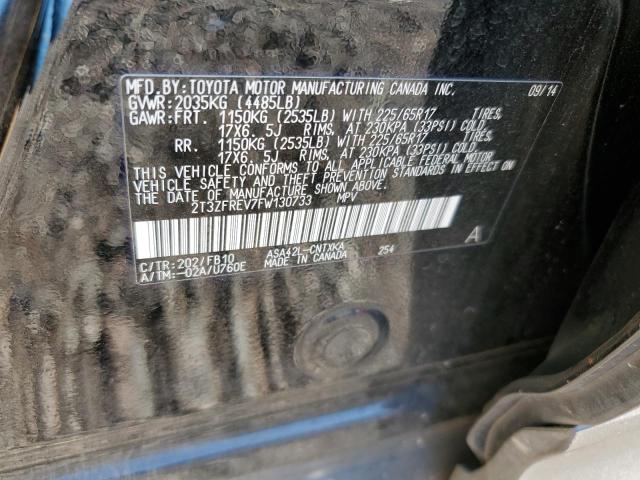 MFD.BY:TOYOTA MOTOR MANUFACTURING CANADA INC. 09/14
GVWR:2035KG (4485LB)
GAWR:FRT. 1150KG (2535LB) WITH 225/65R17 TIRES,
17X6.5J RIMS, AT 230KPA (33PSI) COLD
RR. 1150KG (2535LB) WITH 225/65R17 TIRES,
17X6.5J RIMS, AT 230KPA (33PSI) COLD
THIS VEHICLE CONFORMS TO ALL APPLICABLE FEDERAL MOTOR
VEHICLE SAFETY AND THEFT PREVENTION STANDARDS IN EFFECT ON
THE DATE OF MANUFACTURE SHOWN ABOVE.
2T3ZFREV7FW130733 MPV
A
C/TR:202/FB10 ASA42L-CNTXKA 254
A/TM:-02A/U760E MADE IN CANADA